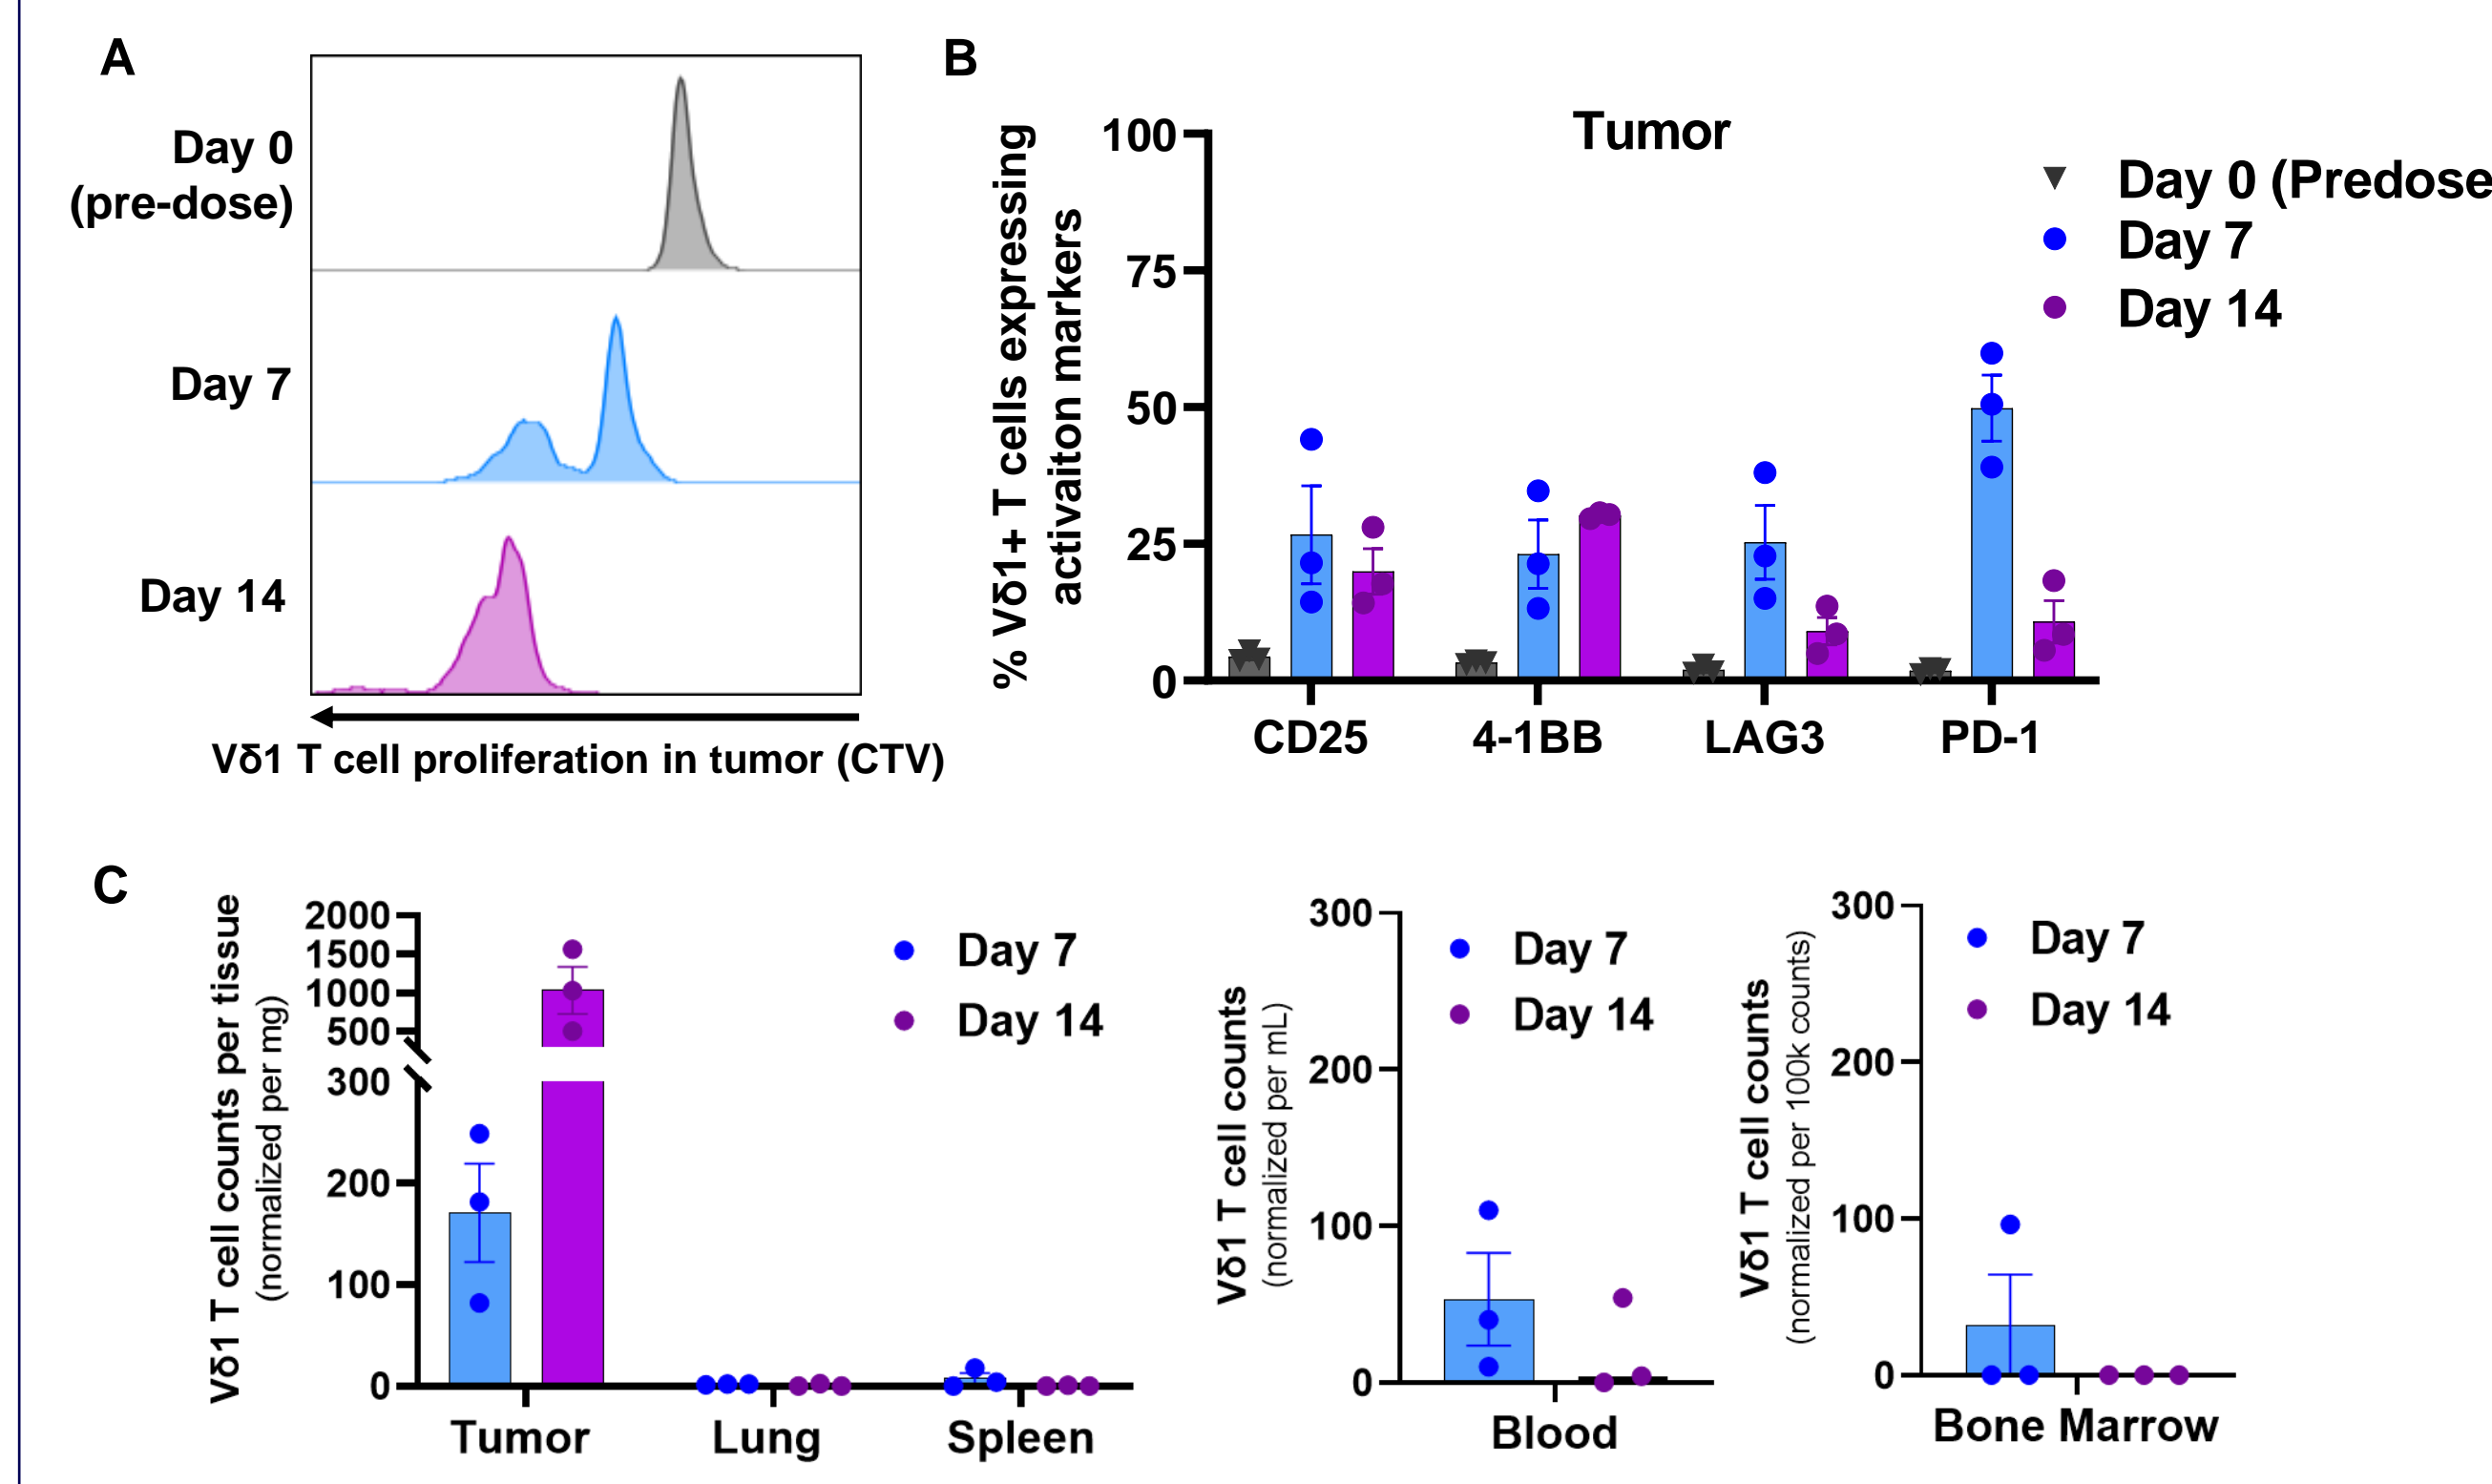 A
Day 0
(pre-dose)
Day 7
Day 14
Vδ1 T cell proliferation in tumor (CTV)
B
% Vδ1+ T cells expressing
activaiton markers
100
75
50
25
0
Tumor
Day 0 (Predose
Day 7
Day 14
CD25
4-1BB
LAG3
PD-1
C
Vδ1 T cell counts per tissue
(normalized per mg)
2000
1500
1000
500
300
200
100
0
Day 7
Day 14
Tumor
Lung
Spleen
Vδ1 T cell counts
(normalized per mL)
300
200
100
0
Day 7
Day 14
Blood
Vδ1 T cell counts
(normalized per 100k counts)
300
200
100
0
Day 7
Day 14
Bone Marrow